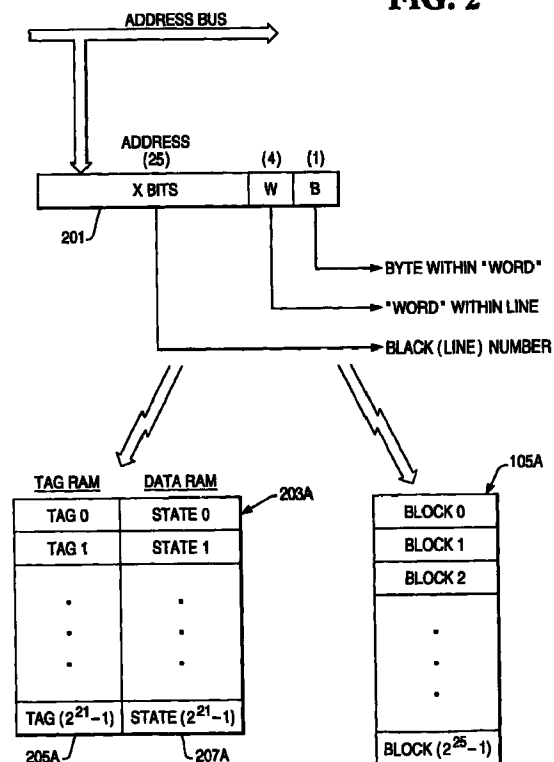 FIG. 2
ADDRESS BUS
ADDRESS
(25) (4) (1)
X BITS W B
201
BYTE WITHIN "WORD"
"WORD" WITHIN LINE
BLACK (LINE) NUMBER
TAG RAM DATA RAM
203A
105A
TAG 0 STATE 0
TAG 1 STATE 1
BLOCK 0
BLOCK 1
BLOCK 2
TAG (2^21-1) STATE (2^21-1)
BLOCK (2^25-1)
205A 207A